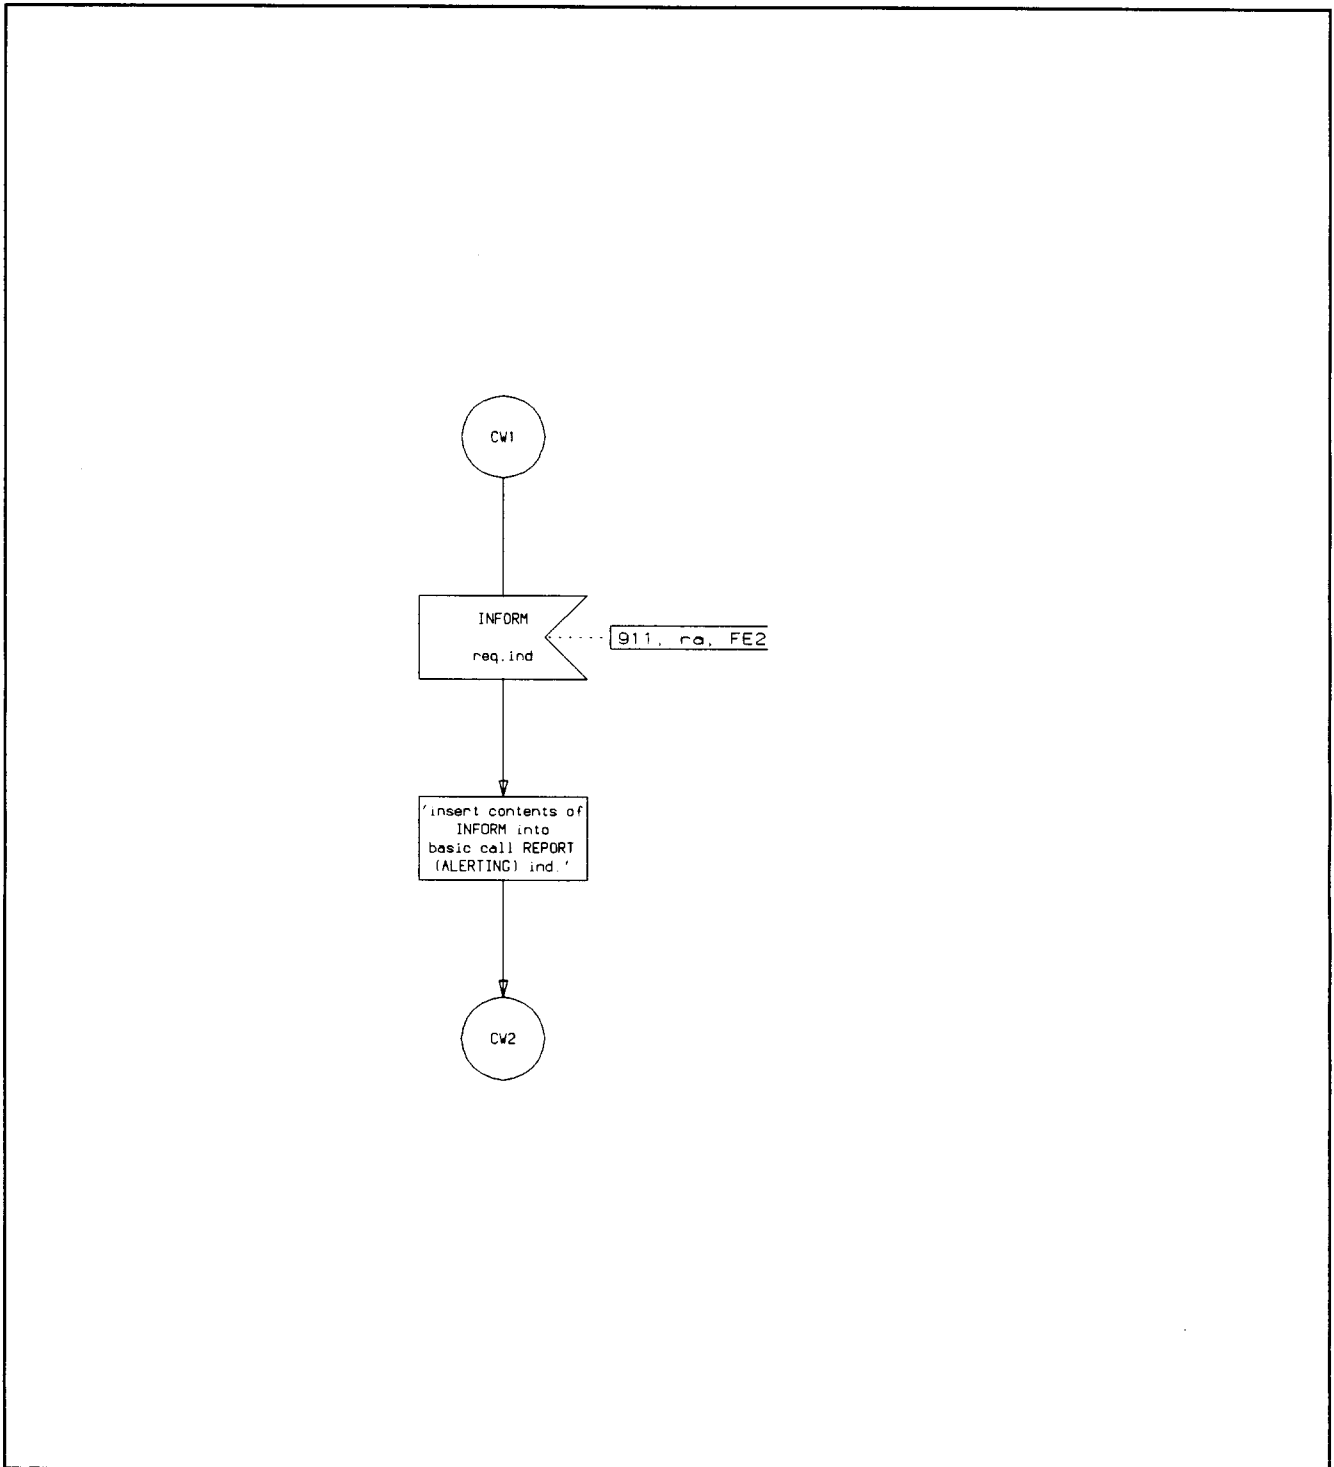 CW1
INFORM
req.ind
911, ra, FE2
'insert contents of
INFORM into
basic call REPORT
(ALERTING) ind.'
CW2